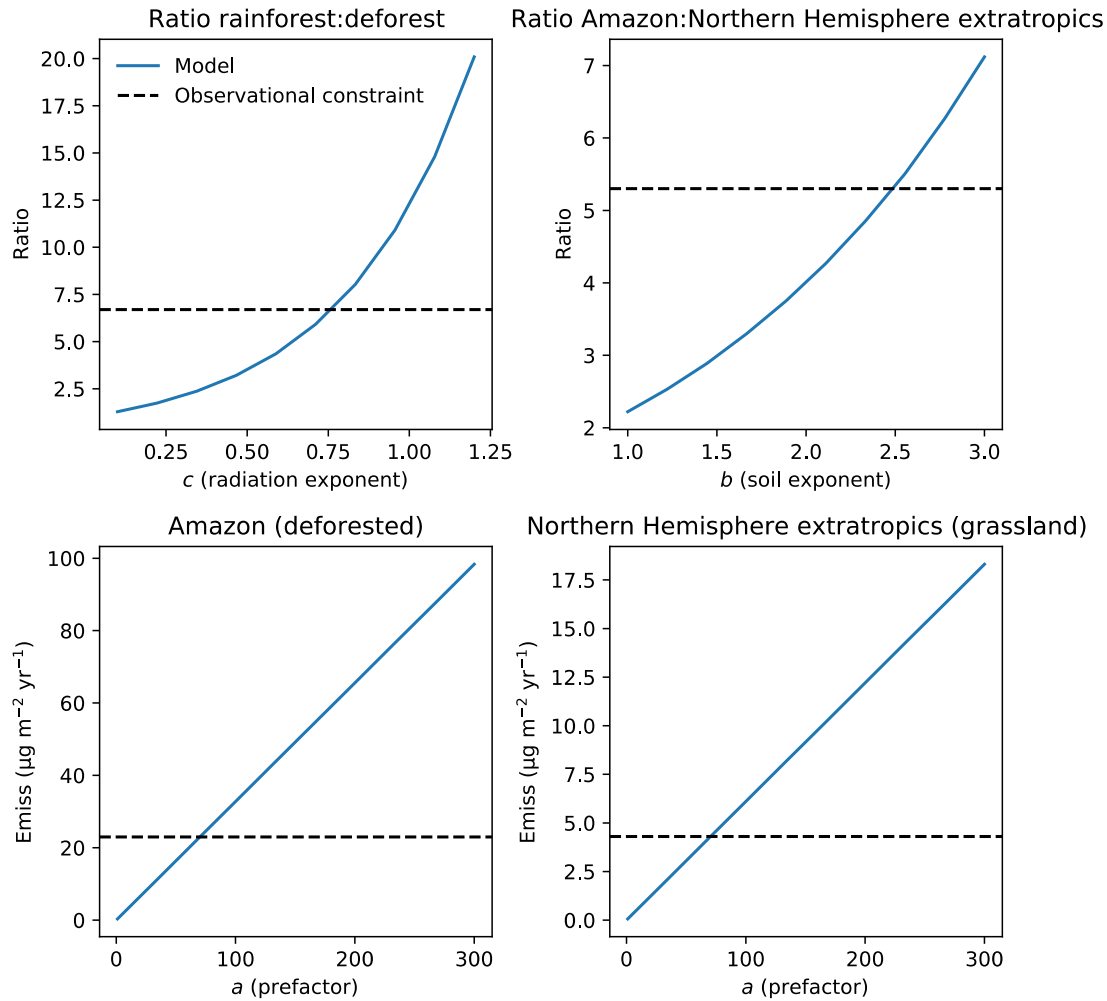 Ratio rainforest:deforest
20.0
17.5
15.0
12.5
10.0
7.5
5.0
2.5
Ratio
Model
Observational constraint
0.25 0.50 0.75 1.00 1.25
c (radiation exponent)
Ratio Amazon:Northern Hemisphere extratropics
7
6
5
4
3
2
Ratio
1.0 1.5 2.0 2.5 3.0
b (soil exponent)
Amazon (deforested)
100
80
60
40
20
0
Emiss (µg m⁻² yr⁻¹)
0 100 200 300
a (prefactor)
Northern Hemisphere extratropics (grassland)
17.5
15.0
12.5
10.0
7.5
5.0
2.5
0.0
Emiss (µg m⁻² yr⁻¹)
0 100 200 300
a (prefactor)